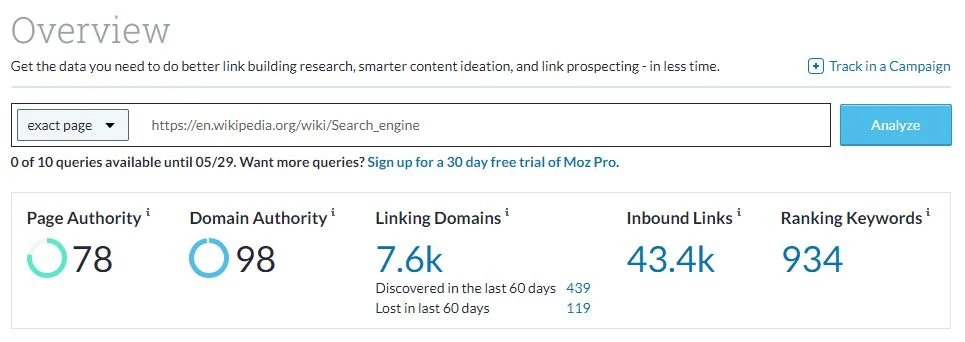 Overview
Get the data you need to do better link building research, smarter content ideation, and link prospecting - in less time.
Track in a Campaign
exact page
https://en.wikipedia.org/wiki/Search_engine
Analyze
0 of 10 queries available until 05/29. Want more queries? Sign up for a 30 day free trial of Moz Pro.
Page Authority i
78
Domain Authority i
98
Linking Domains i
7.6k
Discovered in the last 60 days 439
Lost in last 60 days 119
Inbound Links i
43.4k
Ranking Keywords i
934